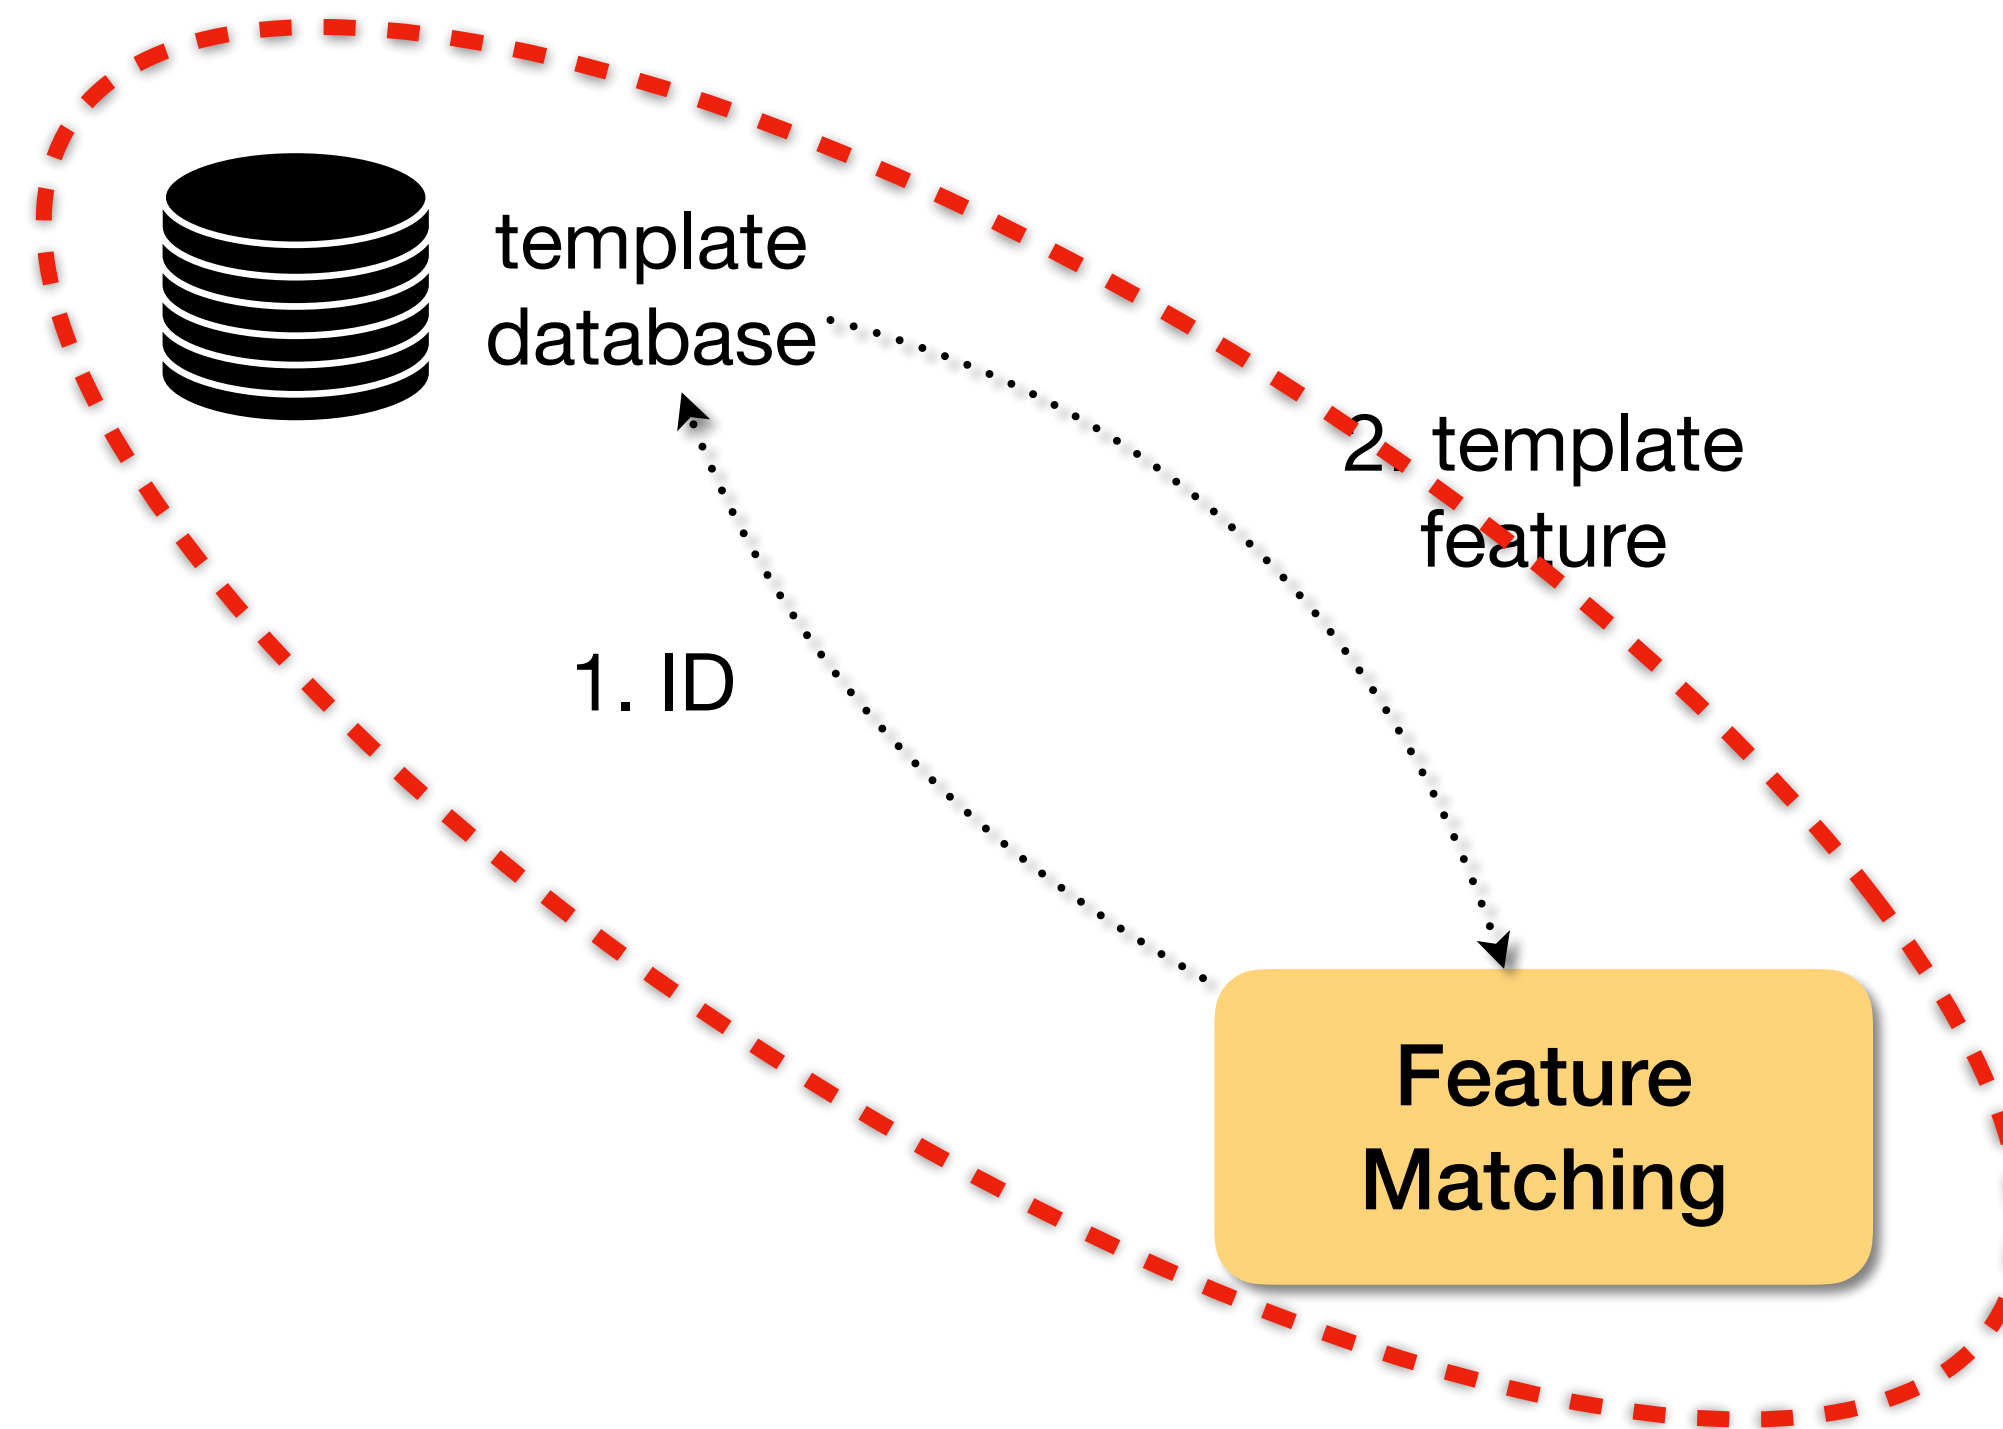 template
database
2. template
feature
1. ID
Feature
Matching